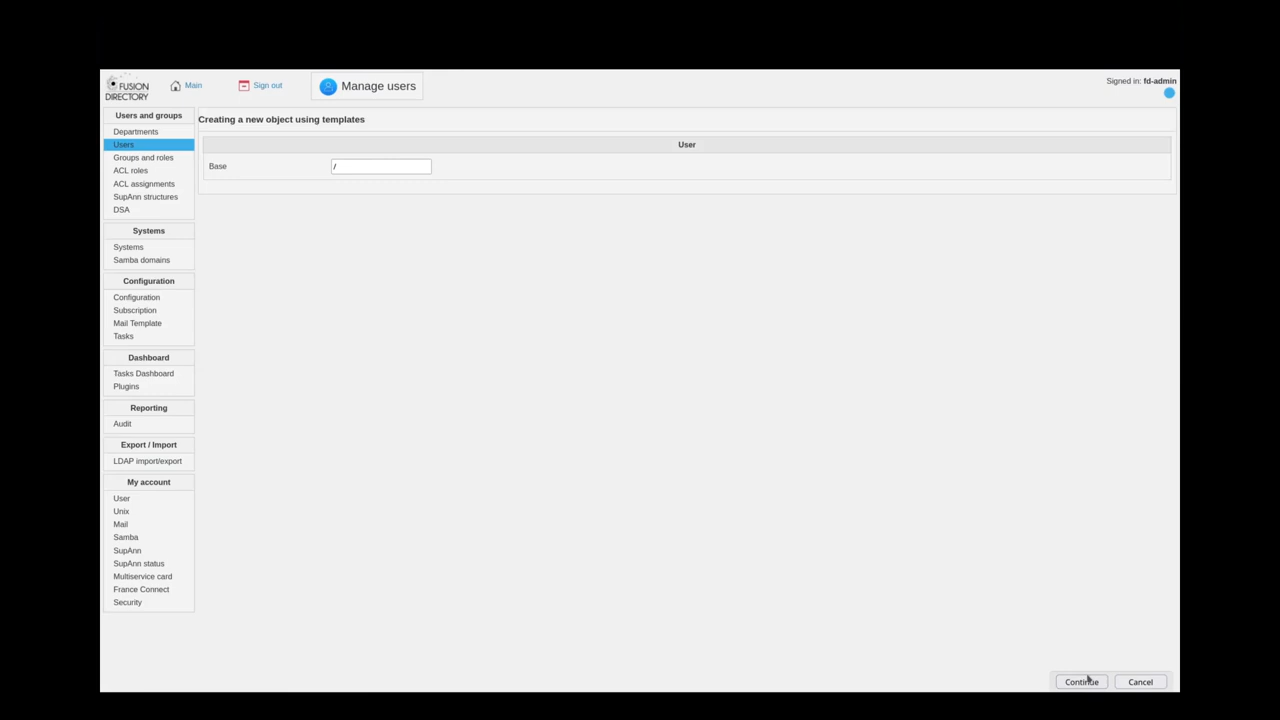 FUSION
DIRECTORY
Main
Sign out
Manage users
Signed in: fd-admin
Users and groups
Departments
Users
Groups and roles
ACL roles
ACL assignments
SupAnn structures
DSA
Systems
Systems
Samba domains
Configuration
Configuration
Subscription
Mail Template
Tasks
Dashboard
Tasks Dashboard
Plugins
Reporting
Audit
Export / Import
LDAP import/export
My account
User
Unix
Mail
Samba
SupAnn
SupAnn status
Multiservice card
France Connect
Security
Creating a new object using templates
User
Base
/
Continue
Cancel